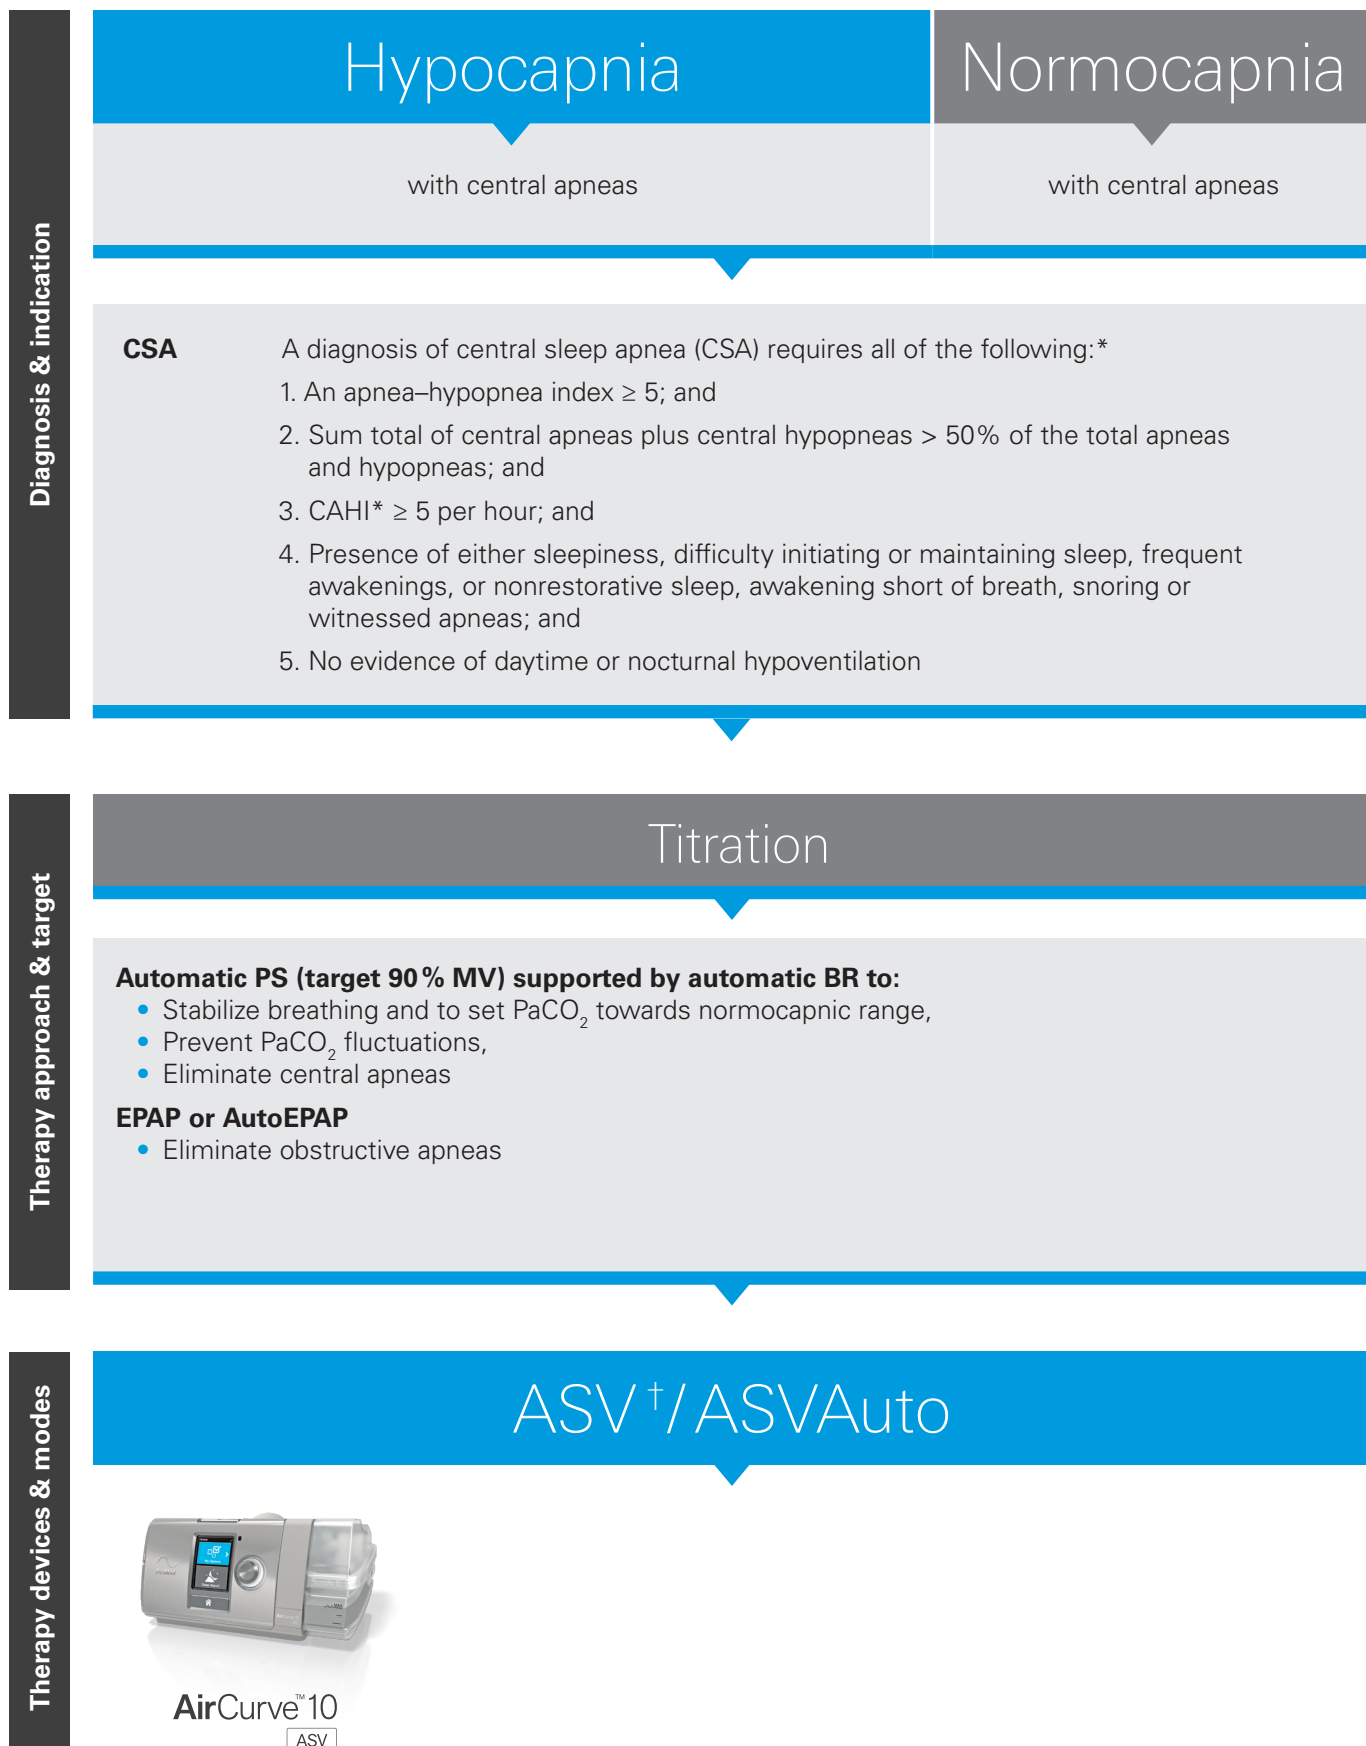 Hypocapnia
Normocapnia
with central apneas
with central apneas
Diagnosis & indication
CSA
A diagnosis of central sleep apnea (CSA) requires all of the following:*
1. An apnea–hypopnea index ≥ 5; and
2. Sum total of central apneas plus central hypopneas > 50% of the total apneas
and hypopneas; and
3. CAHI* ≥ 5 per hour; and
4. Presence of either sleepiness, difficulty initiating or maintaining sleep, frequent
awakenings, or nonrestorative sleep, awakening short of breath, snoring or
witnessed apneas; and
5. No evidence of daytime or nocturnal hypoventilation
Therapy approach & target
Titration
Automatic PS (target 90% MV) supported by automatic BR to:
• Stabilize breathing and to set PaCO₂ towards normocapnic range,
• Prevent PaCO₂ fluctuations,
• Eliminate central apneas
EPAP or AutoEPAP
• Eliminate obstructive apneas
Therapy devices & modes
ASV†/ASVAuto
AirCurve™10
ASV